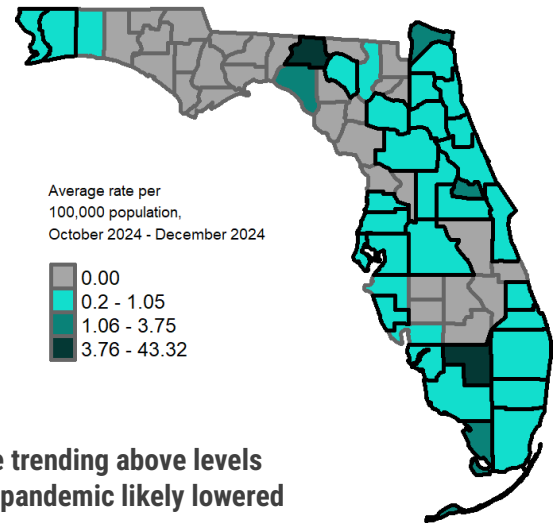 Average rate per
100,000 population,
October 2024 - December 2024
0.00
0.2 - 1.05
1.06 - 3.75
3.76 - 43.32
trending above levels
pandemic likely lowered